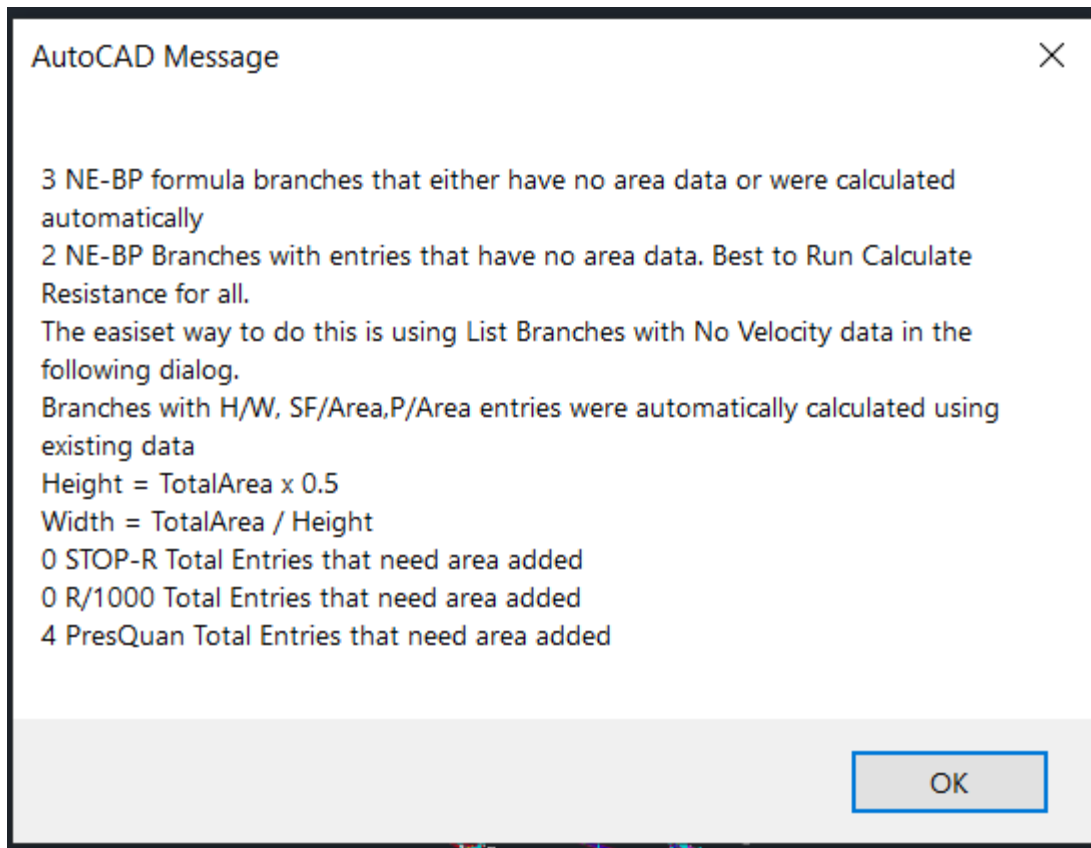 AutoCAD Message
3 NE-BP formula branches that either have no area data or were calculated
automatically
2 NE-BP Branches with entries that have no area data. Best to Run Calculate
Resistance for all.
The easiset way to do this is using List Branches with No Velocity data in the
following dialog.
Branches with H/W, SF/Area,P/Area entries were automatically calculated using
existing data
Height = TotalArea x 0.5
Width = TotalArea / Height
0 STOP-R Total Entries that need area added
0 R/1000 Total Entries that need area added
4 PresQuan Total Entries that need area added
OK